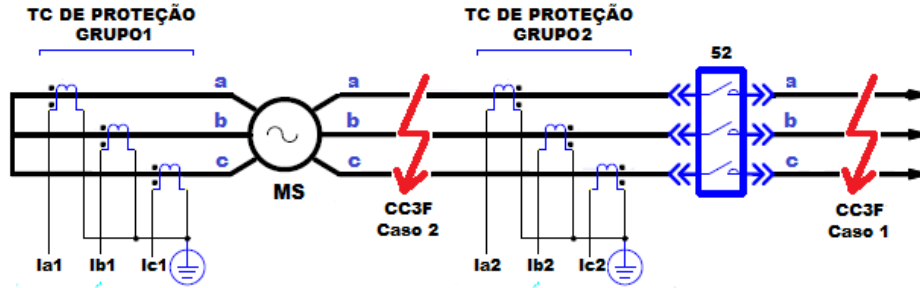 TC DE PROTEÇÃO
GRUPO1
TC DE PROTEÇÃO
GRUPO2
52
a a a
b b b
c c c
MS
CC3F
Caso 2
CC3F
Caso 1
Ia1 Ib1 Ic1
Ia2 Ib2 Ic2